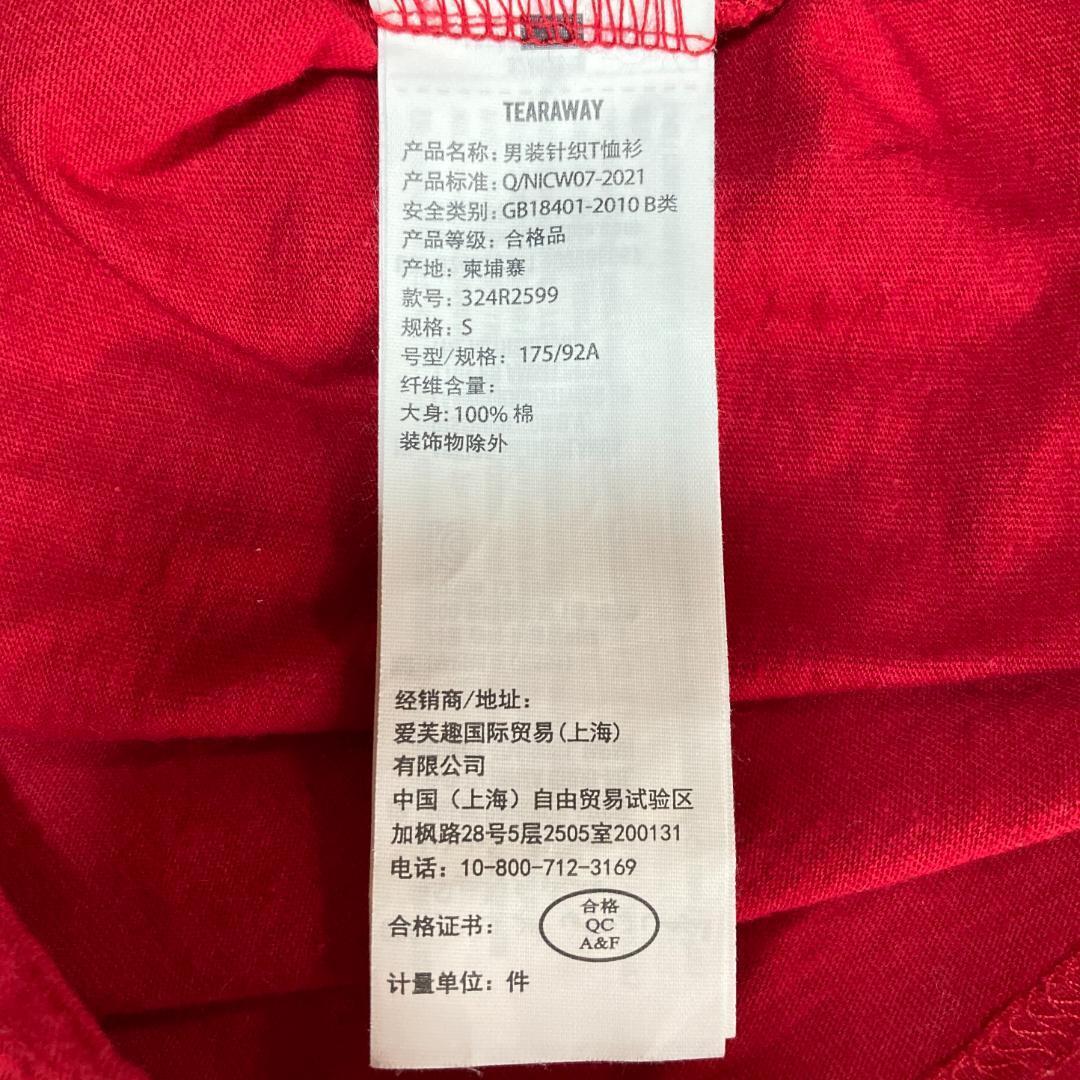 TEARAWAY
产品名称: 男装针织T恤衫
产品标准: Q/NICW07-2021
安全类别: GB18401-2010 B类
产品等级: 合格品
产地: 柬埔寨
款号: 324R2599
规格: S
号型/规格: 175/92A
纤维含量:
大身: 100% 棉
装饰物除外
经销商/地址:
爱芙趣国际贸易(上海)
有限公司
中国（上海）自由贸易试验区
加枫路28号5层2505室200131
电话: 10-800-712-3169
合格证书:
合格
QC
A&F
计量单位: 件